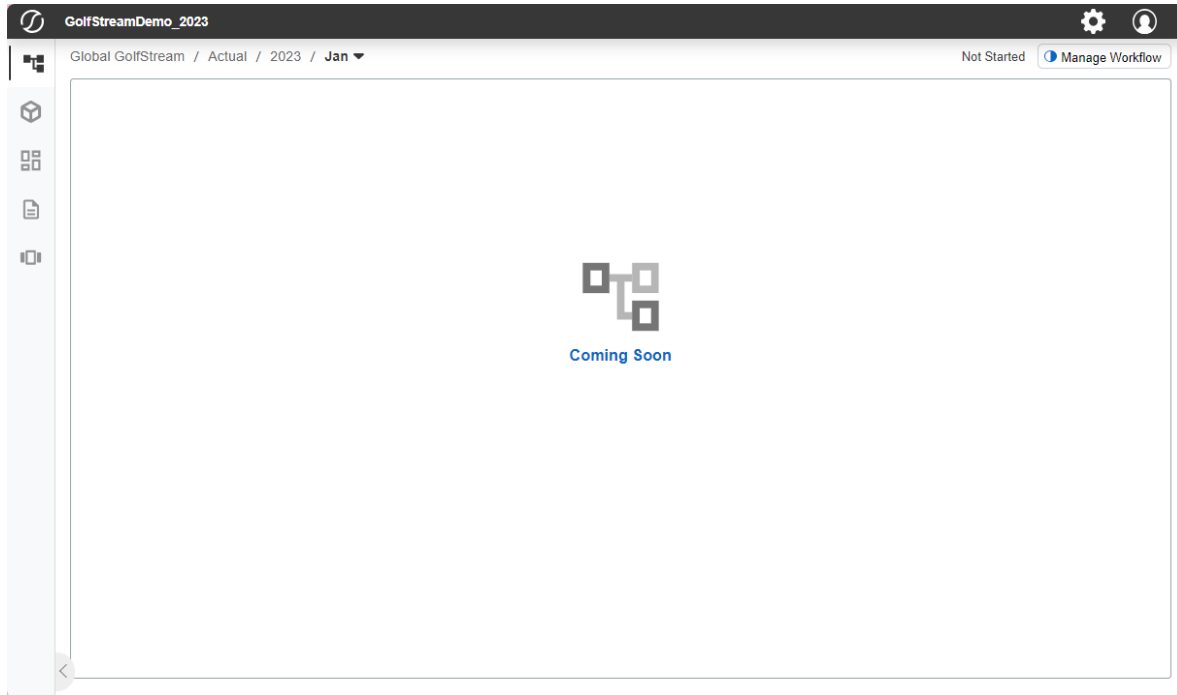 GolfStreamDemo_2023
Global GolfStream / Actual / 2023 / Jan
Not Started
Manage Workflow
Coming Soon